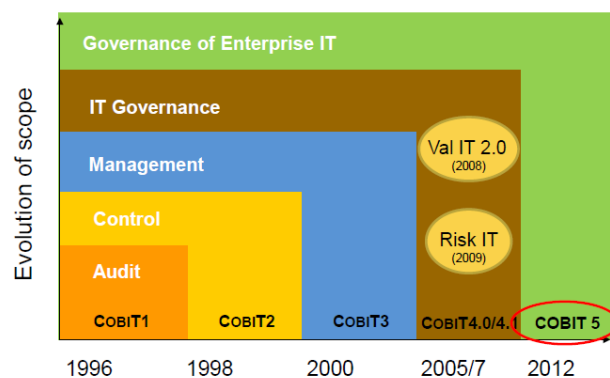 Governance of Enterprise IT
IT Governance
Val IT 2.0
(2008)
Management
Control
Risk IT
(2009)
Audit
COBIT1
COBIT2
COBIT3
COBIT4.0/4.1
COBIT 5
1996
1998
2000
2005/7
2012
Evolution of scope